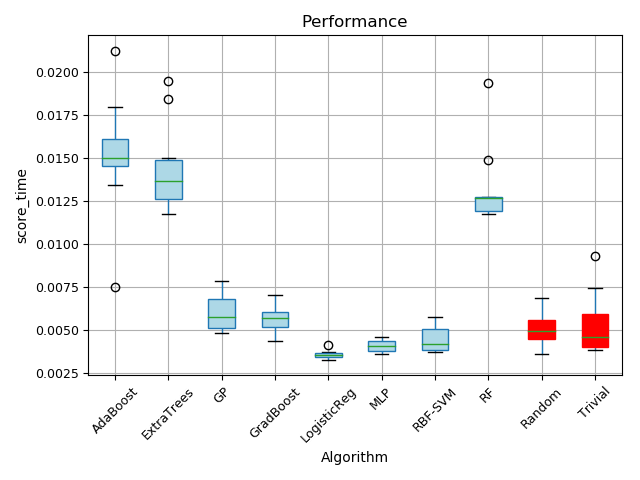 Performance
0.0200
0.0175
0.0150
0.0125
0.0100
0.0075
0.0050
0.0025
score_time
AdaBoost
ExtraTrees
GP
GradBoost
LogisticReg
MLP
RBF-SVM
RF
Random
Trivial
Algorithm